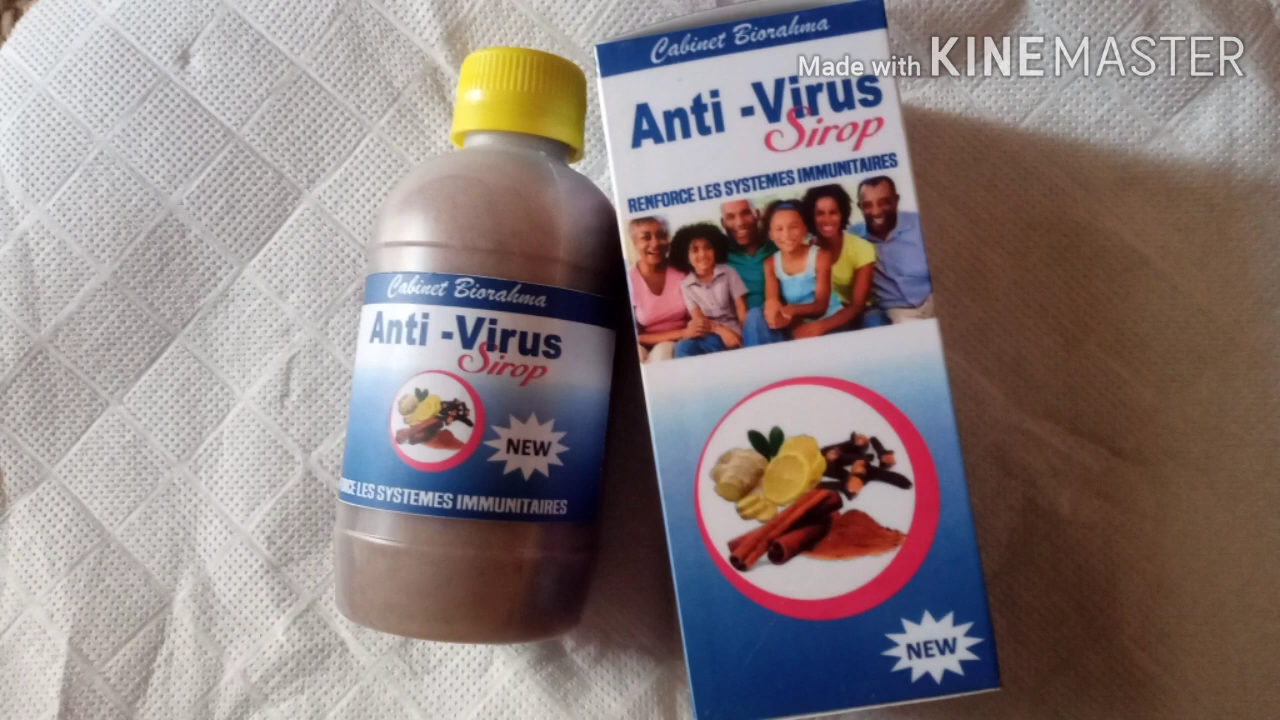 Made with KINEMASTER
Cabinet Biorahma
Anti -Virus
Sirop
NEW
CE LES SYSTEMES IMMUNITAIRES
Cabinet Biorahma
Anti -Virus
Sirop
RENFORCE LES SYSTEMES IMMUNITAIRES
NEW